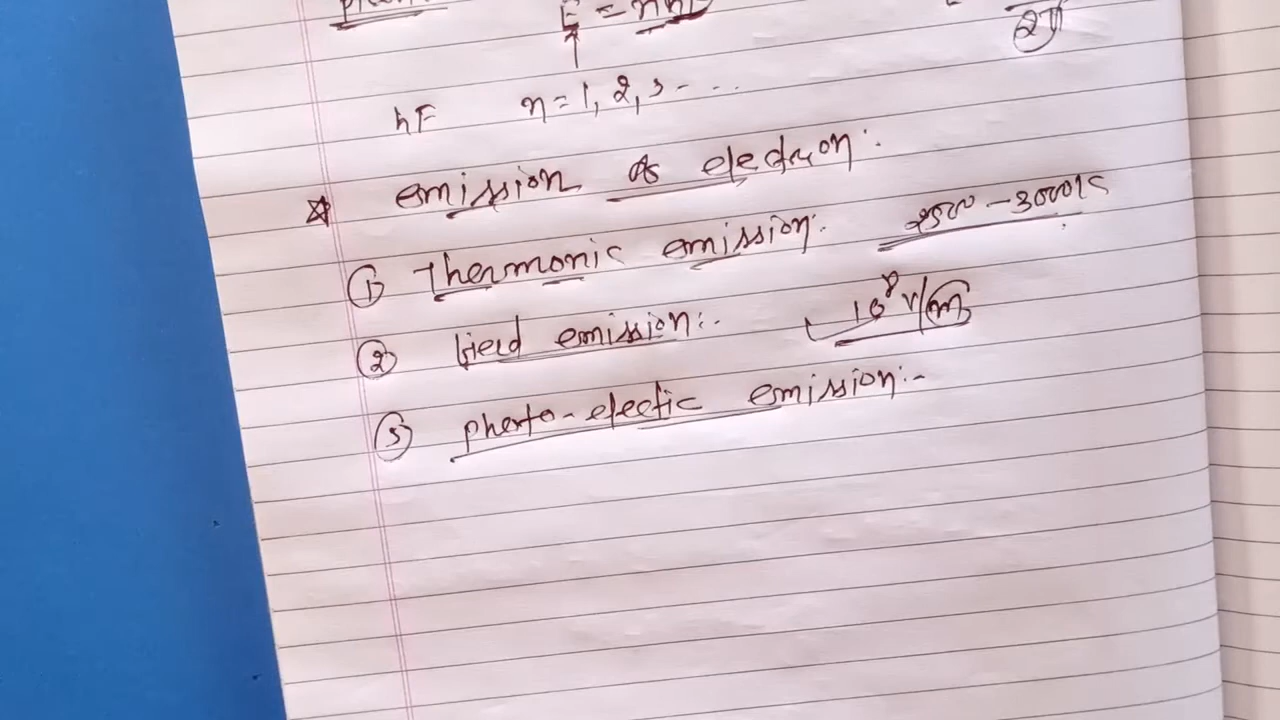 2π
hF n = 1, 2, 3 - ...
emission of electron :
① Thermonic emission : 2500 - 3000k
② field emission :- 10⁸ V/m
③ photo-electic emission :-